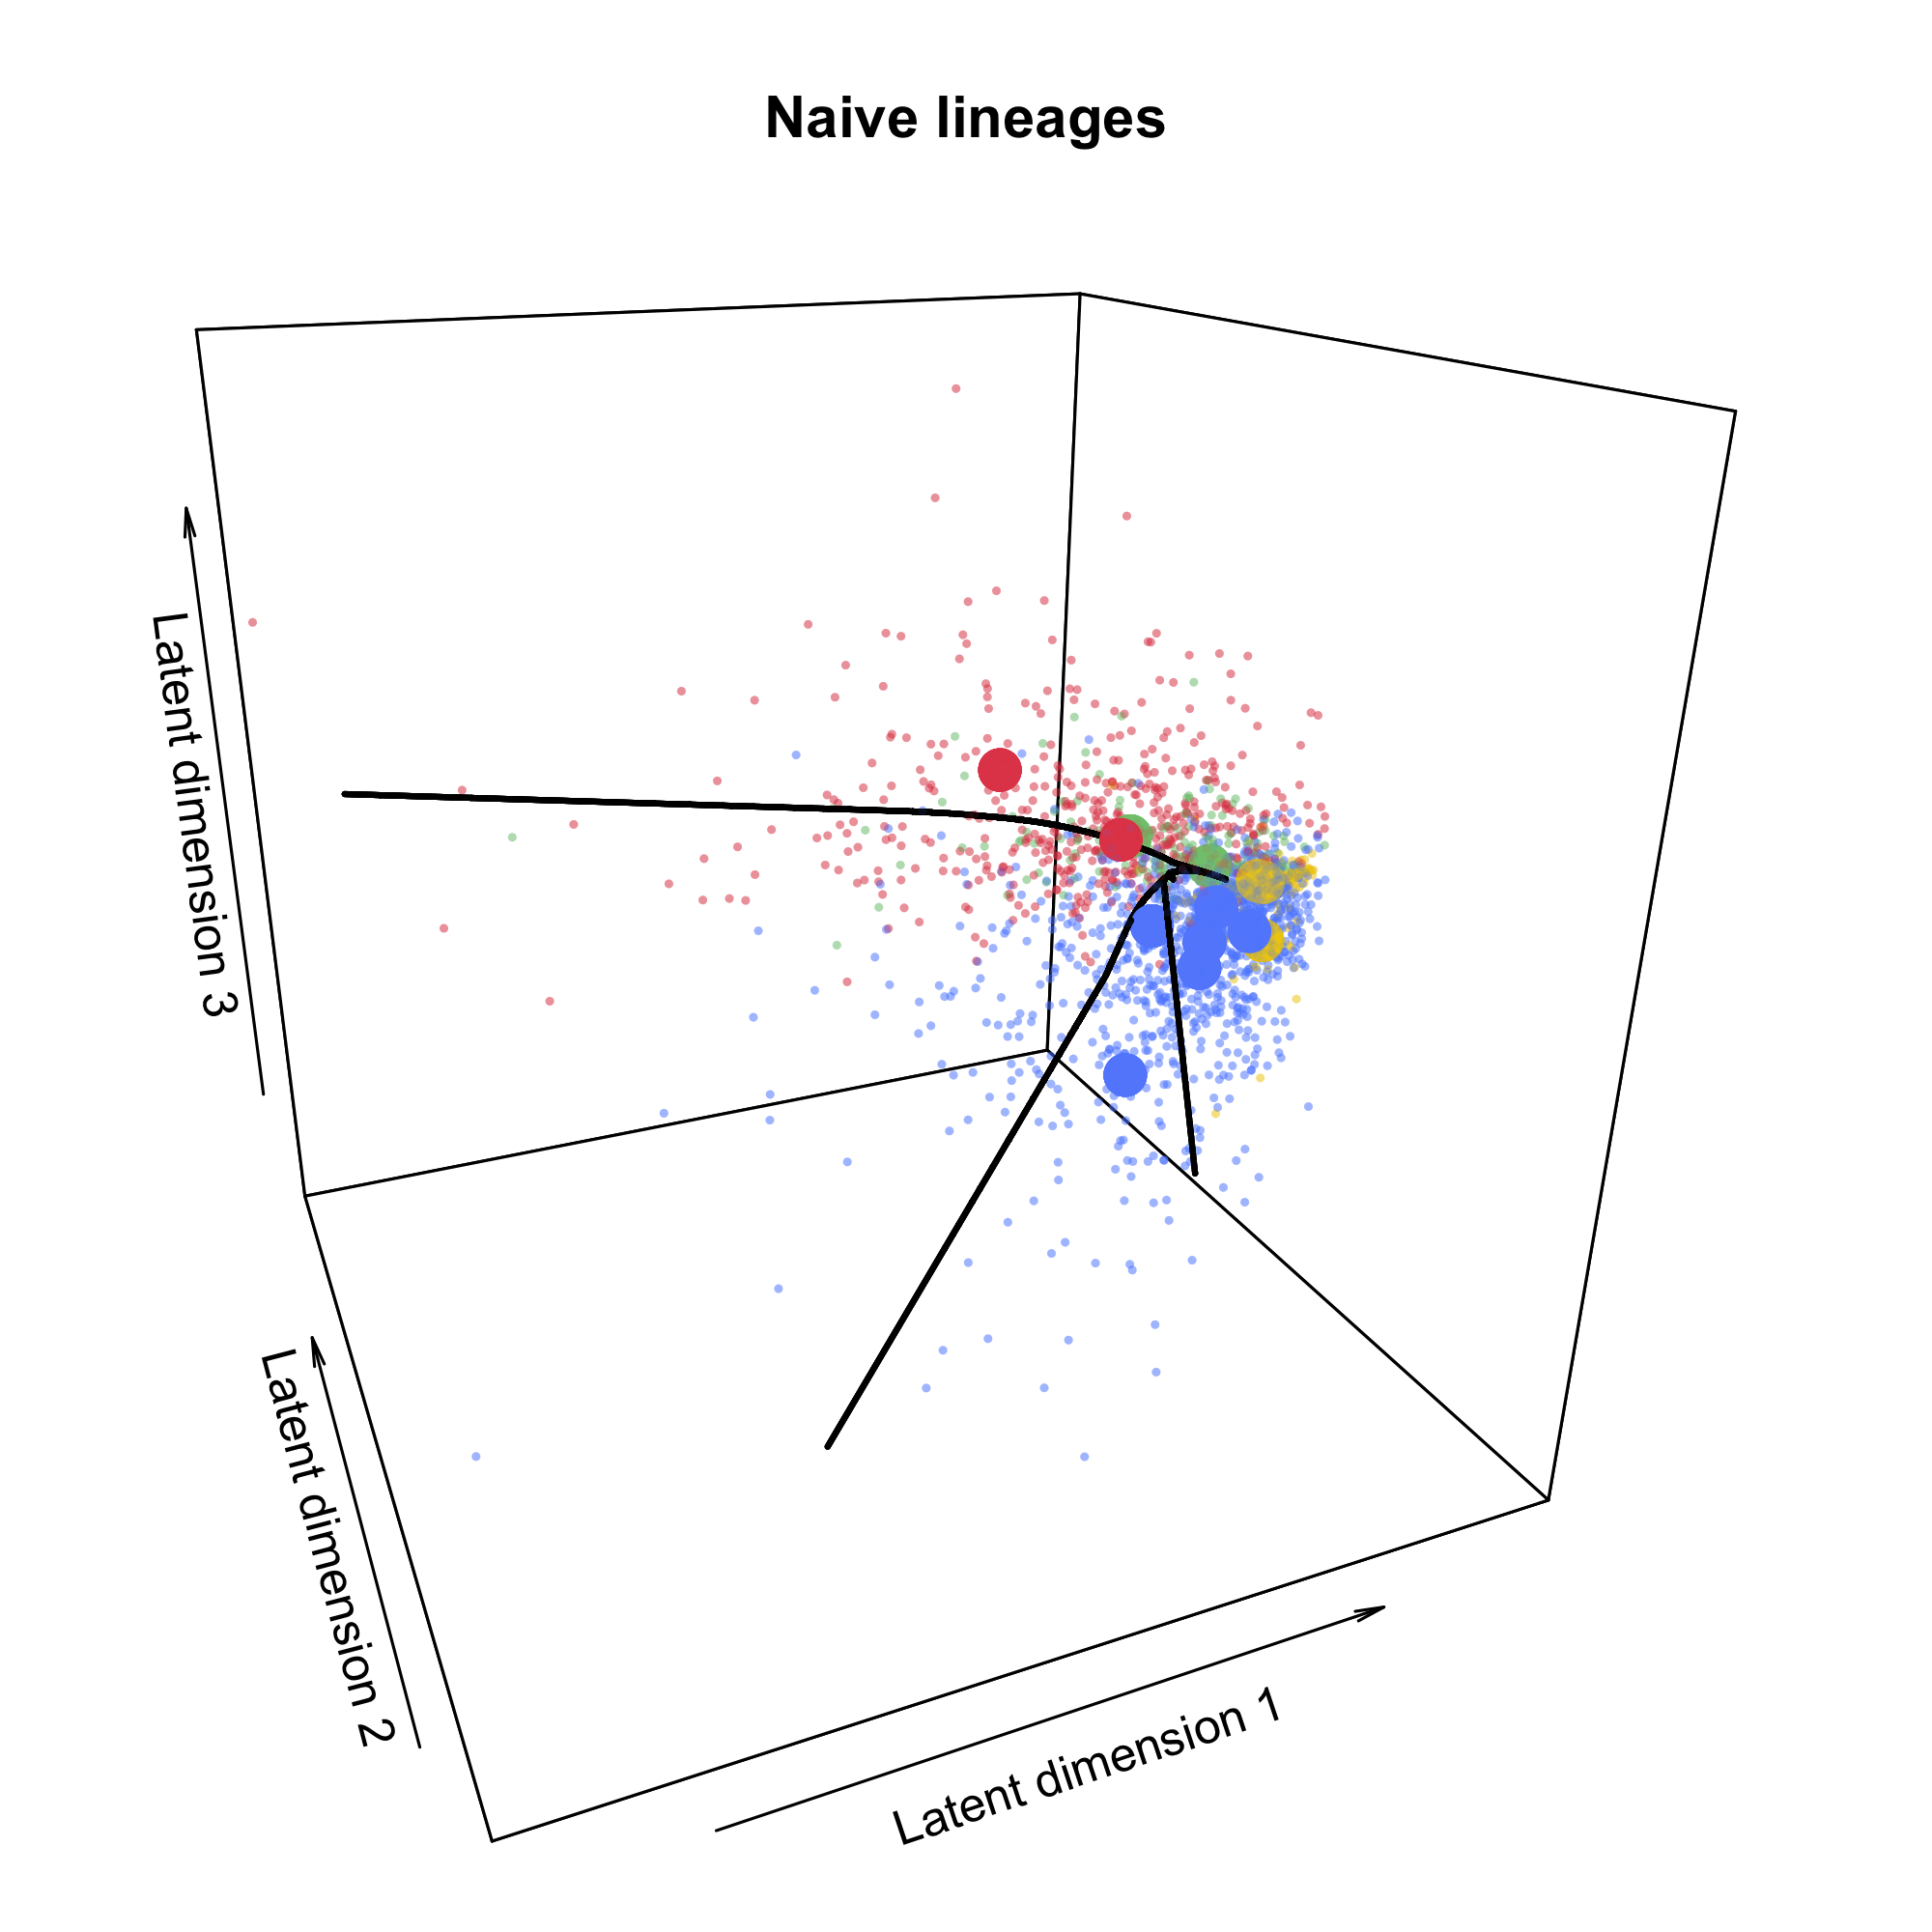 Naive lineages
Latent dimension 3
Latent dimension 2
Latent dimension 1